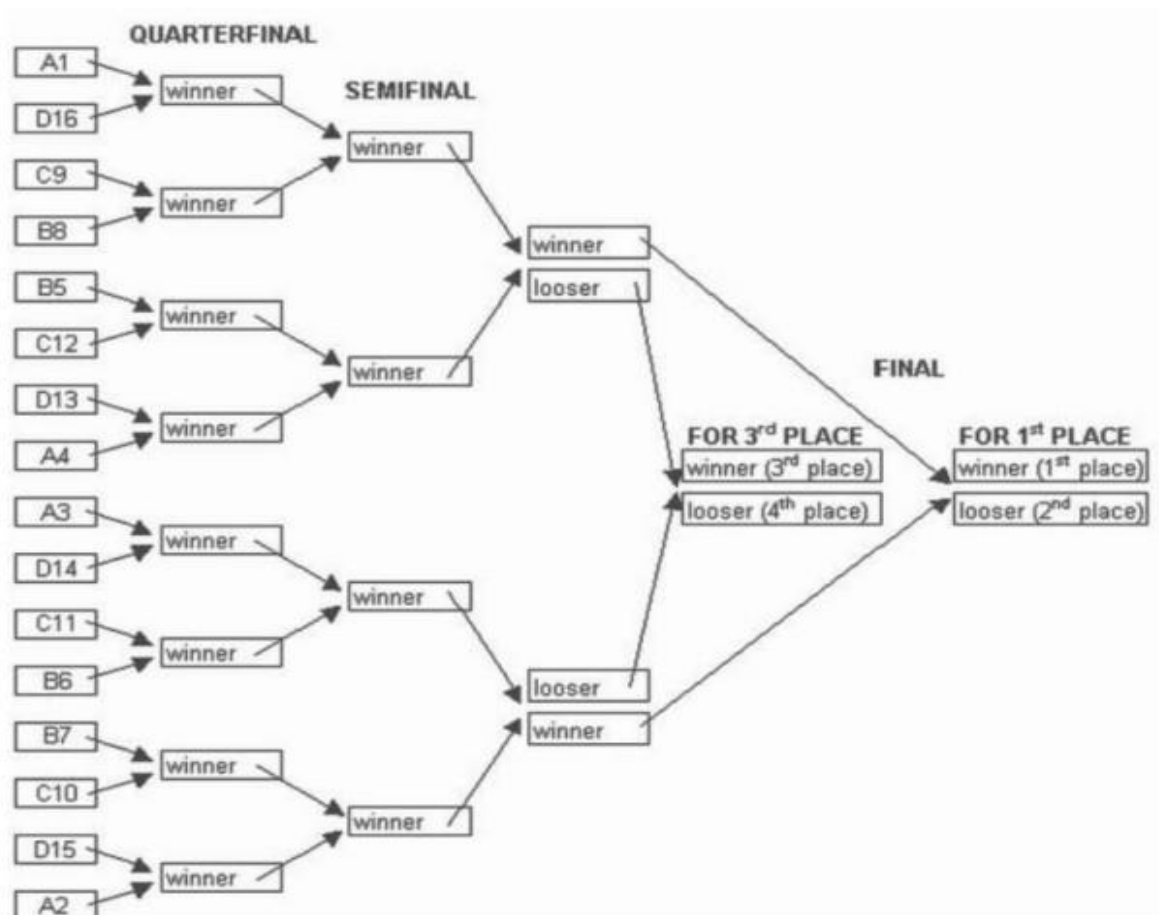 QUARTERFINAL
SEMIFINAL
FINAL
A1
D16
C9
B8
B5
C12
D13
A4
A3
D14
C11
B6
B7
C10
D15
A2
winner
winner
winner
winner
winner
winner
winner
winner
winner
winner
winner
winner
winner
looser
looser
winner
FOR 3rd PLACE
winner (3rd place)
looser (4th place)
FOR 1st PLACE
winner (1st place)
looser (2nd place)